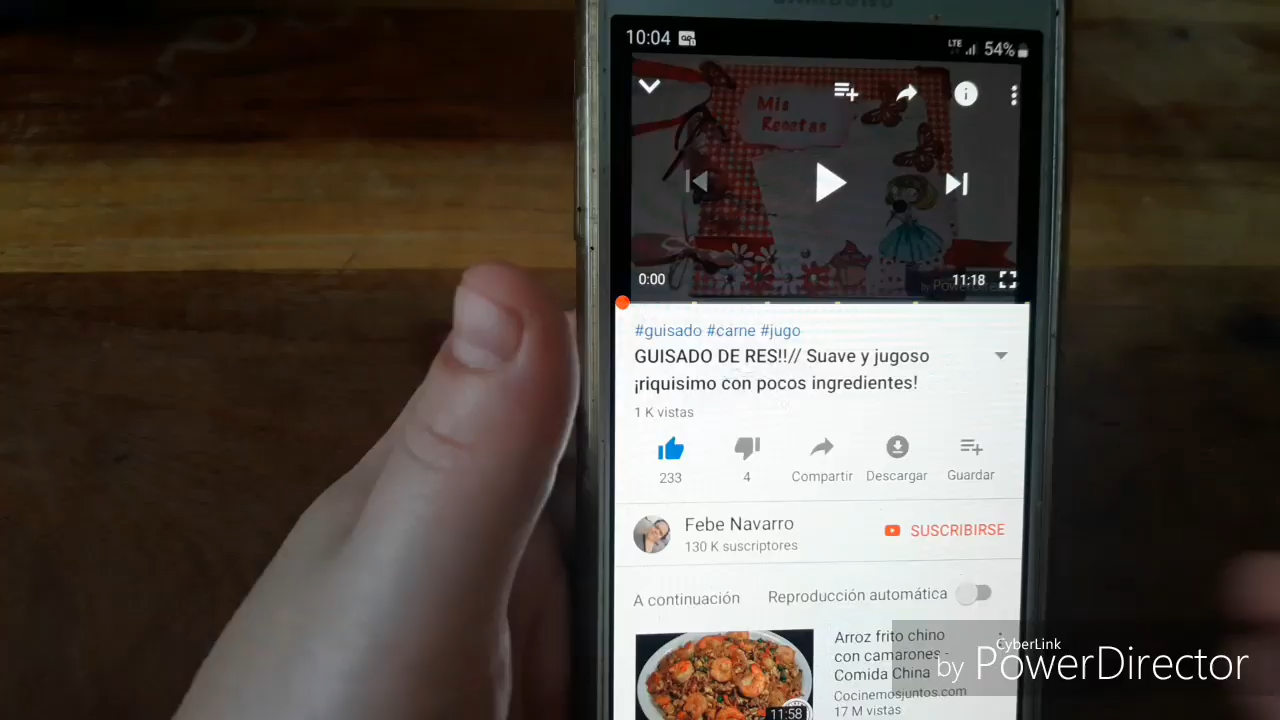 SAMSUNG
10:04
LTE
54%
Mis
Recetas
0:00
11:18
#guisado #carne #jugo
GUISADO DE RES!!// Suave y jugoso
¡riquisimo con pocos ingredientes!
1 K vistas
233
4
Compartir
Descargar
Guardar
Febe Navarro
130 K suscriptores
SUSCRIBIRSE
A continuación
Reproducción automática
Arroz frito chino
con camarones -
Comida China
Cocinemosjuntos.com
17 M vistas
11:58
CyberLink
by PowerDirector